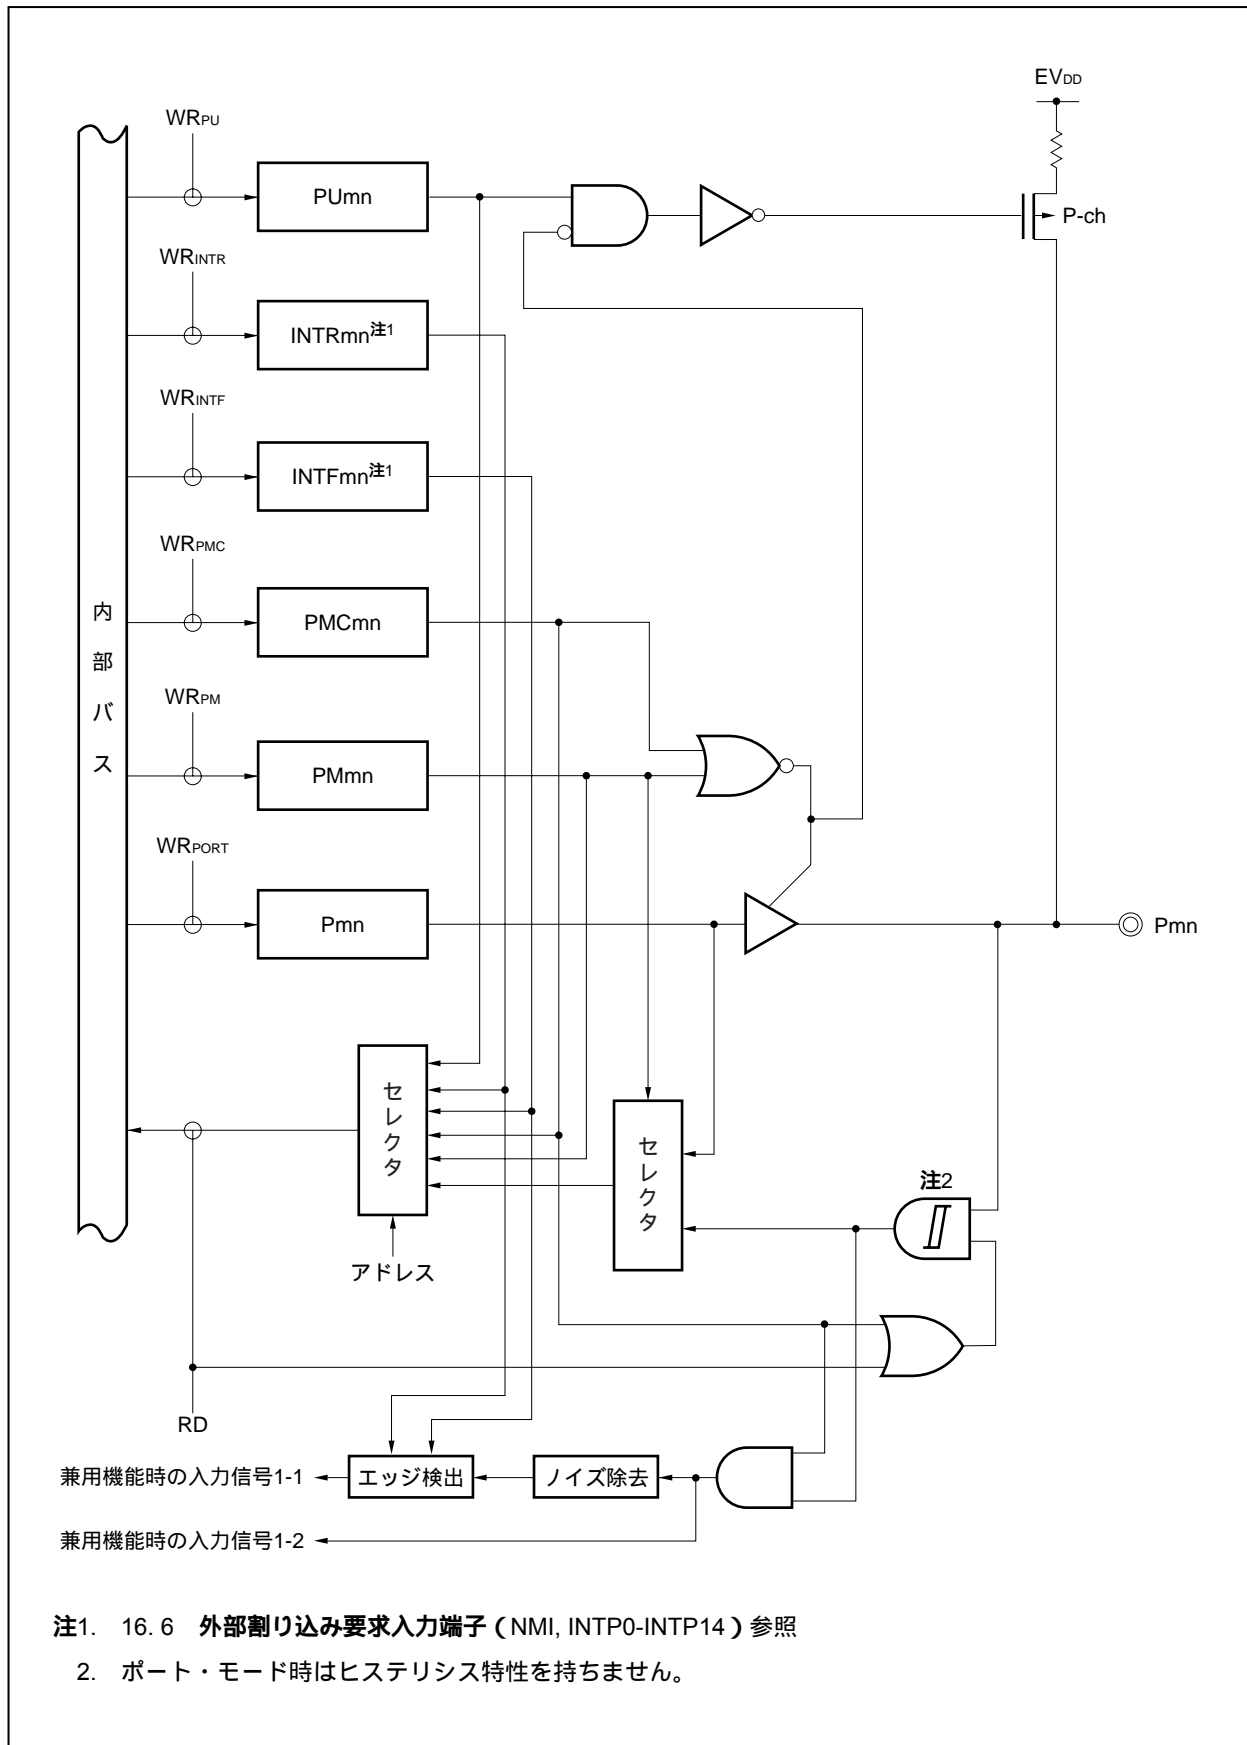 EVDD
WRPU
PUmn
P-ch
WRINTR
INTRmn注1
WRINTF
INTFmn注1
WRPMC
PMCmn
内部バス
WRPM
PMmn
WRPORT
Pmn
Pmn
セレクタ
セレクタ
注2
アドレス
RD
兼用機能時の入力信号1-1
エッジ検出
ノイズ除去
兼用機能時の入力信号1-2
注1. 16. 6 外部割り込み要求入力端子（NMI, INTP0-INTP14）参照
2. ポート・モード時はヒステリシス特性を持ちません。